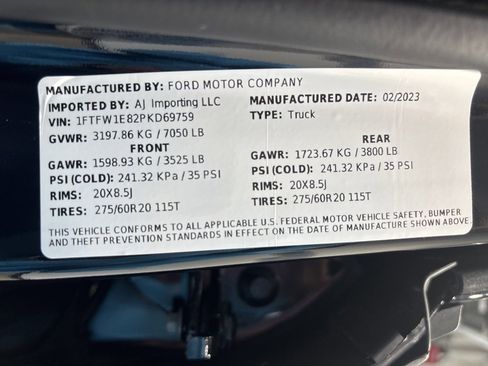 MANUFACTURED BY: FORD MOTOR COMPANY
IMPORTED BY: AJ Importing LLC MANUFACTURED DATE: 02/2023
VIN: 1FTFW1E82PKD69759 TYPE: Truck
GVWR: 3197.86 KG / 7050 LB
FRONT REAR
GAWR: 1598.93 KG / 3525 LB GAWR: 1723.67 KG / 3800 LB
PSI (COLD): 241.32 KPa / 35 PSI PSI (COLD): 241.32 KPa / 35 PSI
RIMS: 20X8.5J RIMS: 20X8.5J
TIRES: 275/60R20 115T TIRES: 275/60R20 115T
THIS VEHICLE CONFORMS TO ALL APPLICABLE U.S. FEDERAL MOTOR VEHICLE SAFETY, BUMPER
AND THEFT PREVENTION STANDARDS IN EFFECT ON THE DATE OF MANUFACTURE SHOWN ABOVE.